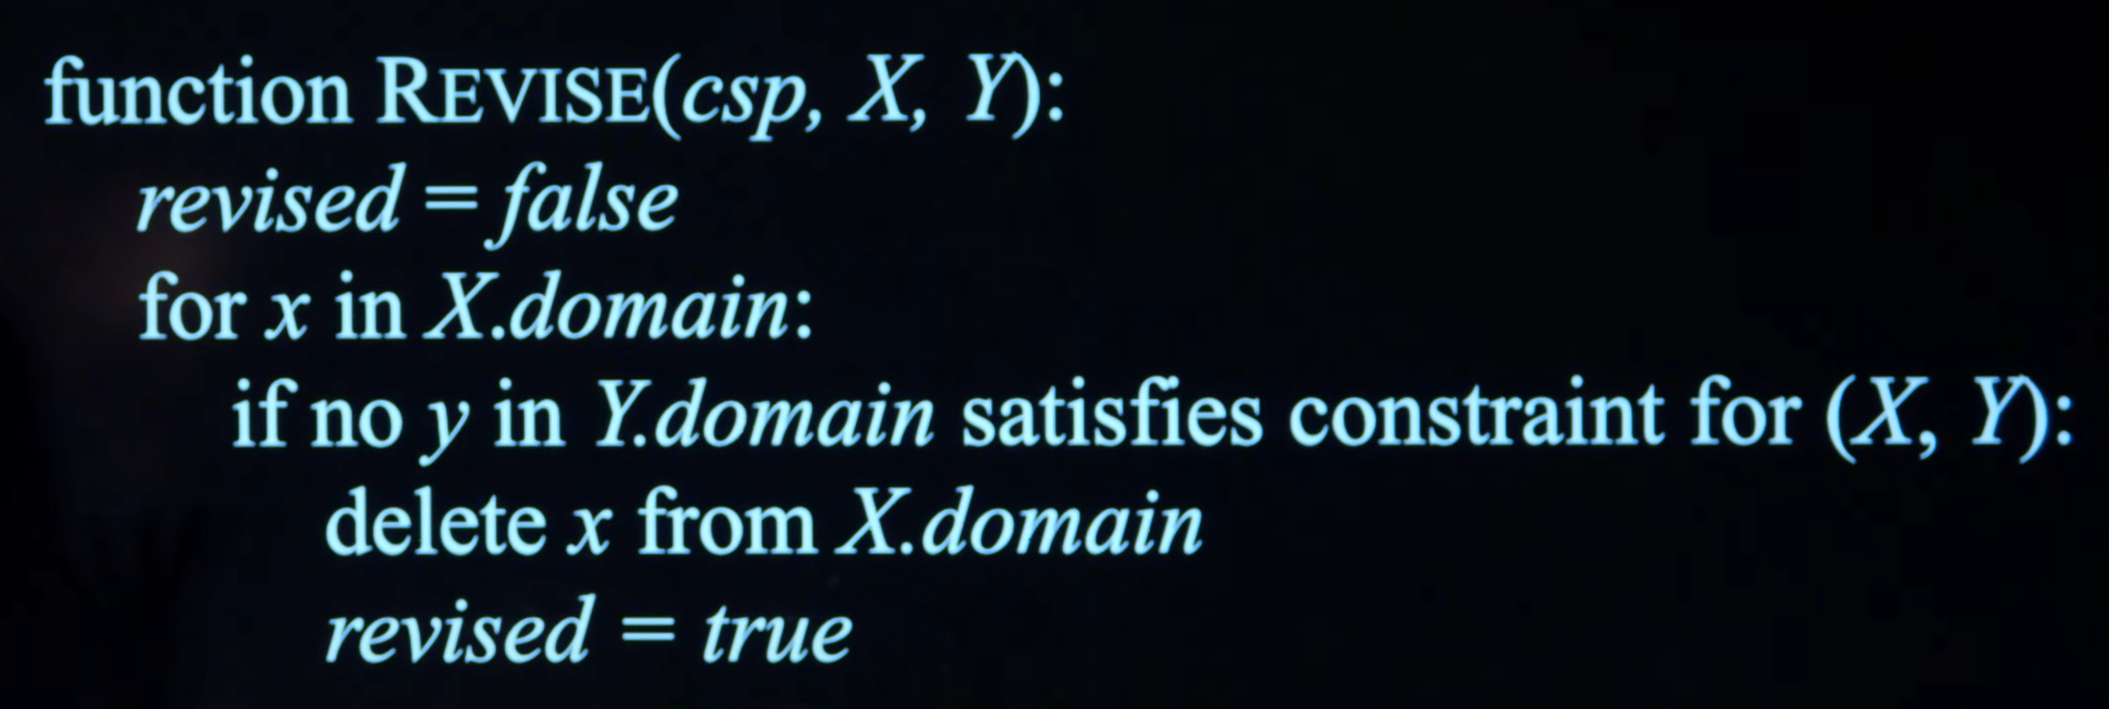 function REVISE(csp, X, Y):
revised = false
for x in X.domain:
if no y in Y.domain satisfies constraint for (X, Y):
delete x from X.domain
revised = true